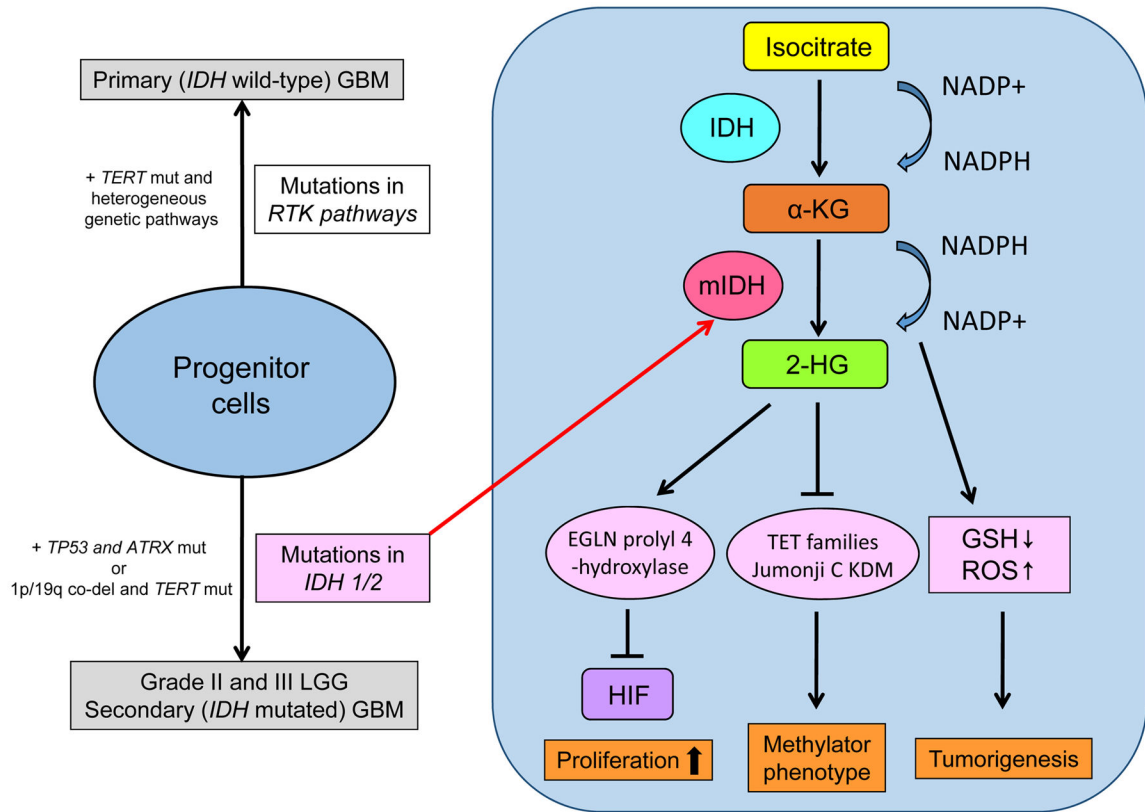 Primary (IDH wild-type) GBM
+ TERT mut and
heterogeneous
genetic pathways
Mutations in
RTK pathways
Progenitor
cells
+ TP53 and ATRX mut
or
1p/19q co-del and TERT mut
Mutations in
IDH 1/2
Grade II and III LGG
Secondary (IDH mutated) GBM
Isocitrate
NADP+
IDH
NADPH
α-KG
NADPH
mIDH
NADP+
2-HG
EGLN prolyl 4
-hydroxylase
TET families
Jumonji C KDM
GSH↓
ROS↑
HIF
Proliferation ⬆
Methylator
phenotype
Tumorigenesis